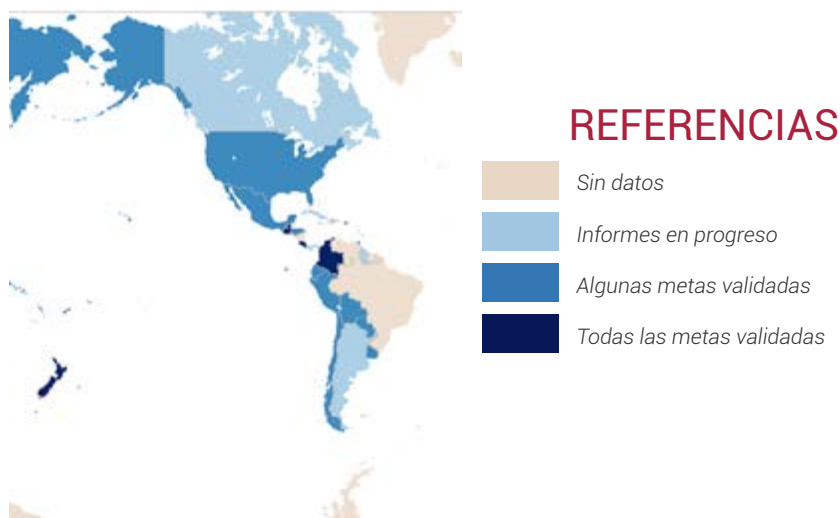 REFERENCIAS
Sin datos
Informes en progreso
Algunas metas validadas
Todas las metas validadas